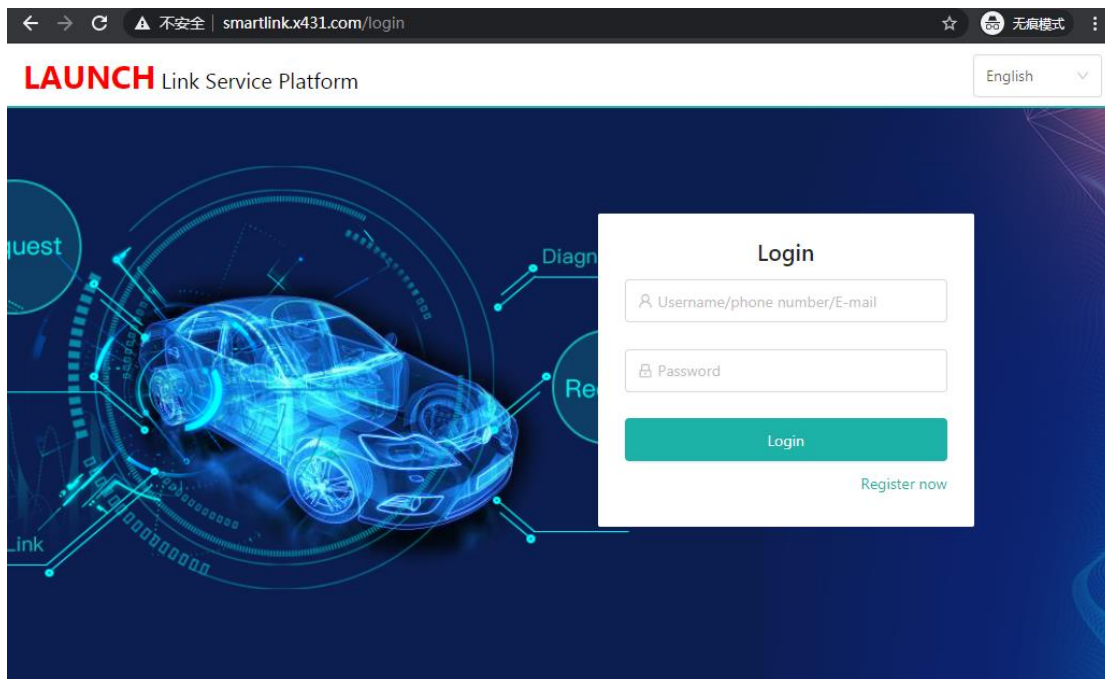 不安全 | smartlink.x431.com/login
无痕模式
LAUNCH Link Service Platform
English
quest
Diagn
Login
Username/phone number/E-mail
Password
Re
Login
Register now
Link